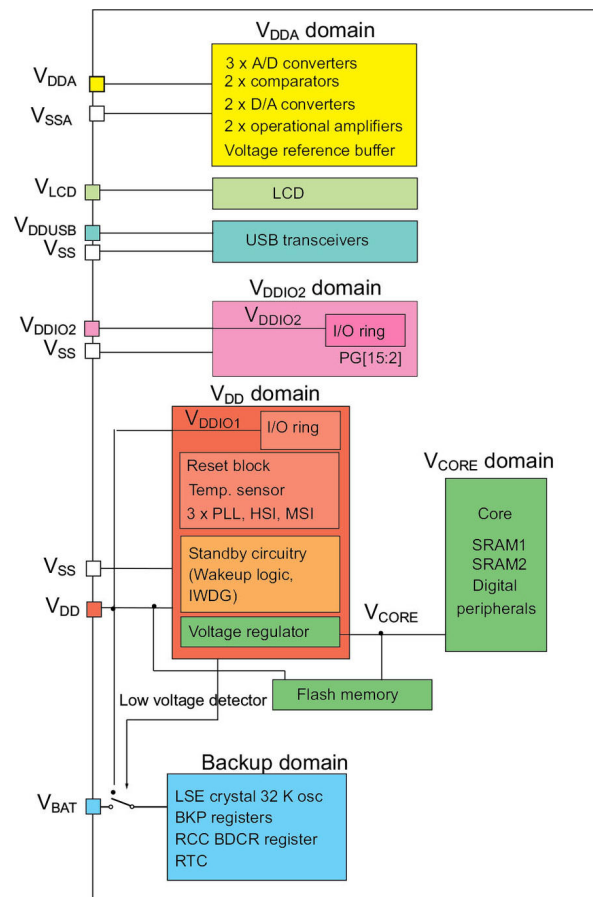 VDDA domain
VDDA
VSSA
3 x A/D converters
2 x comparators
2 x D/A converters
2 x operational amplifiers
Voltage reference buffer
VLCD
LCD
VDDUSB
VSS
USB transceivers
VDDIO2 domain
VDDIO2
VSS
VDDIO2
I/O ring
PG[15:2]
VDD domain
VDDIO1
I/O ring
Reset block
Temp. sensor
3 x PLL, HSI, MSI
VSS
Standby circuitry
(Wakeup logic,
IWDG)
VDD
Voltage regulator
VCORE
VCORE domain
Core
SRAM1
SRAM2
Digital
peripherals
Flash memory
Low voltage detector
Backup domain
VBAT
LSE crystal 32 K osc
BKP registers
RCC BDCR register
RTC